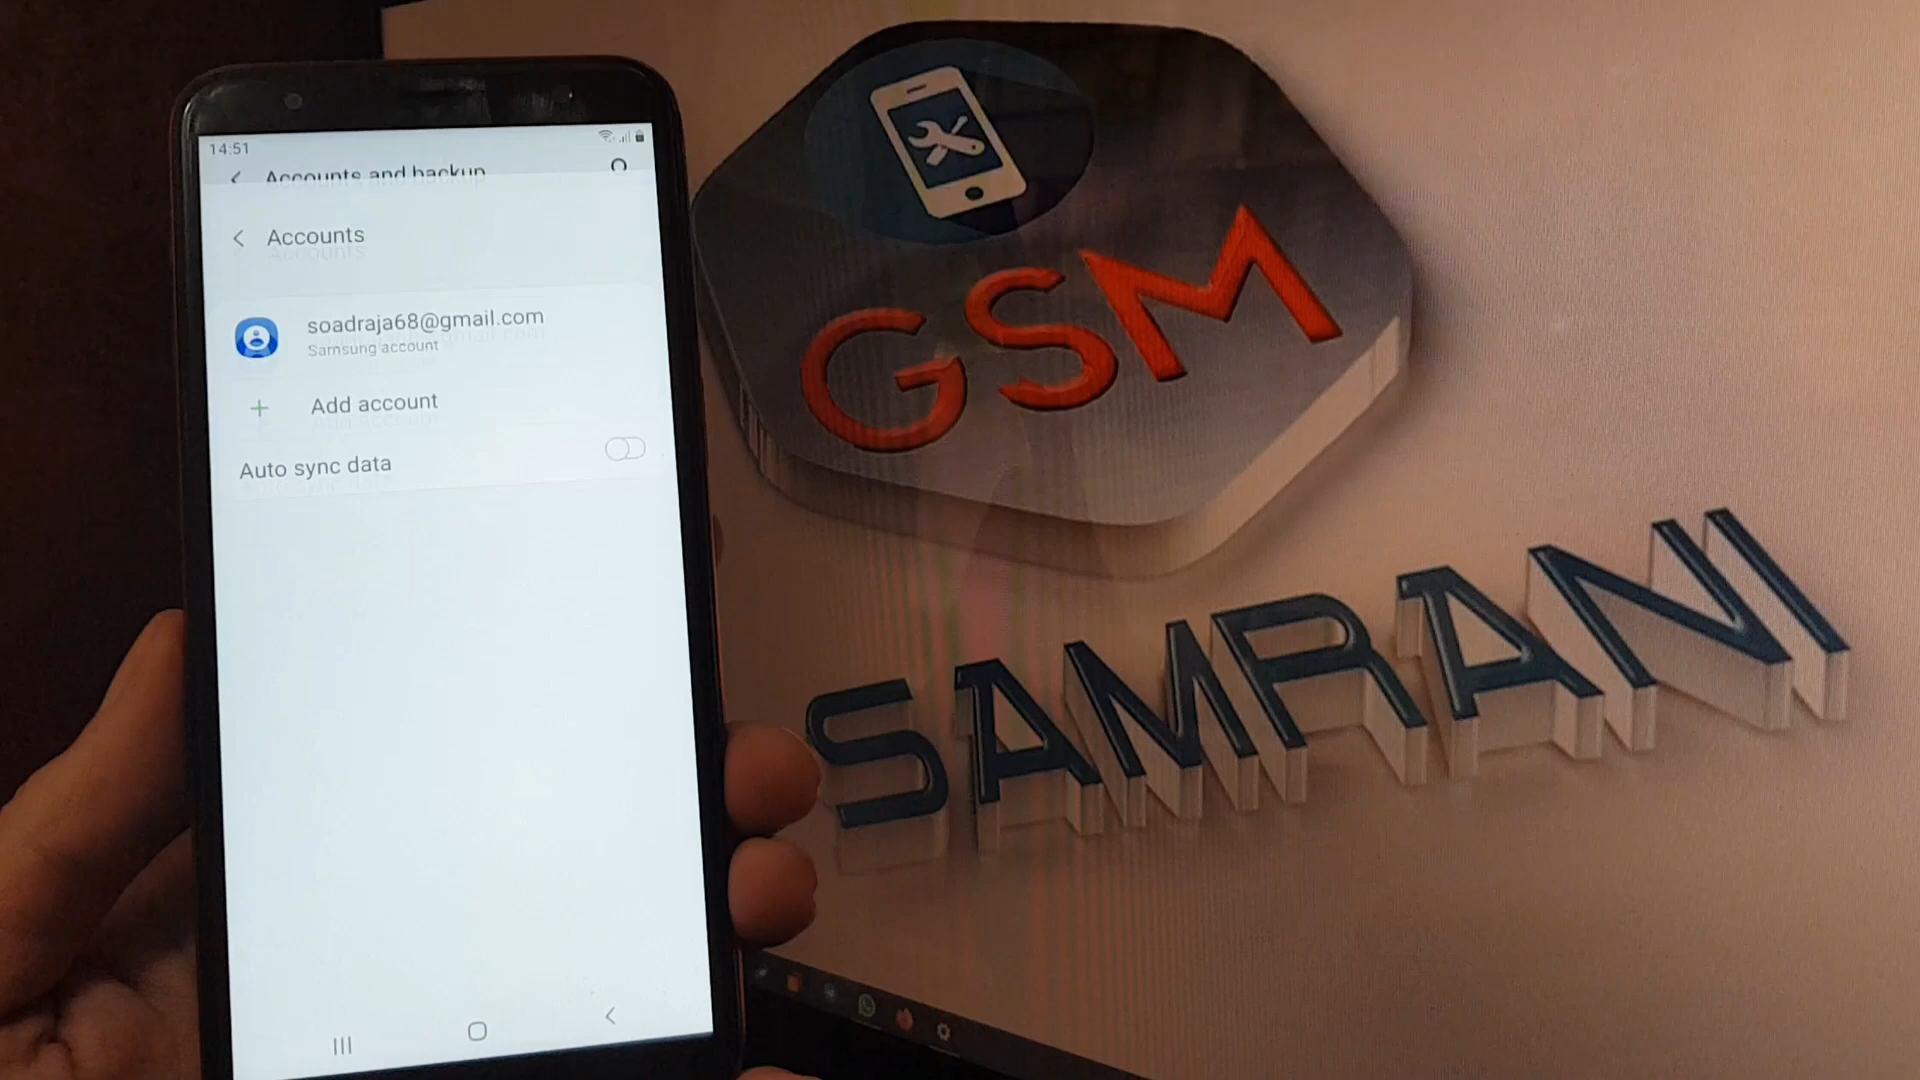 14:51
Accounts and backup
Accounts
soadraja68@gmail.com
Samsung account
Add account
Auto sync data
GSM
SAMRANI